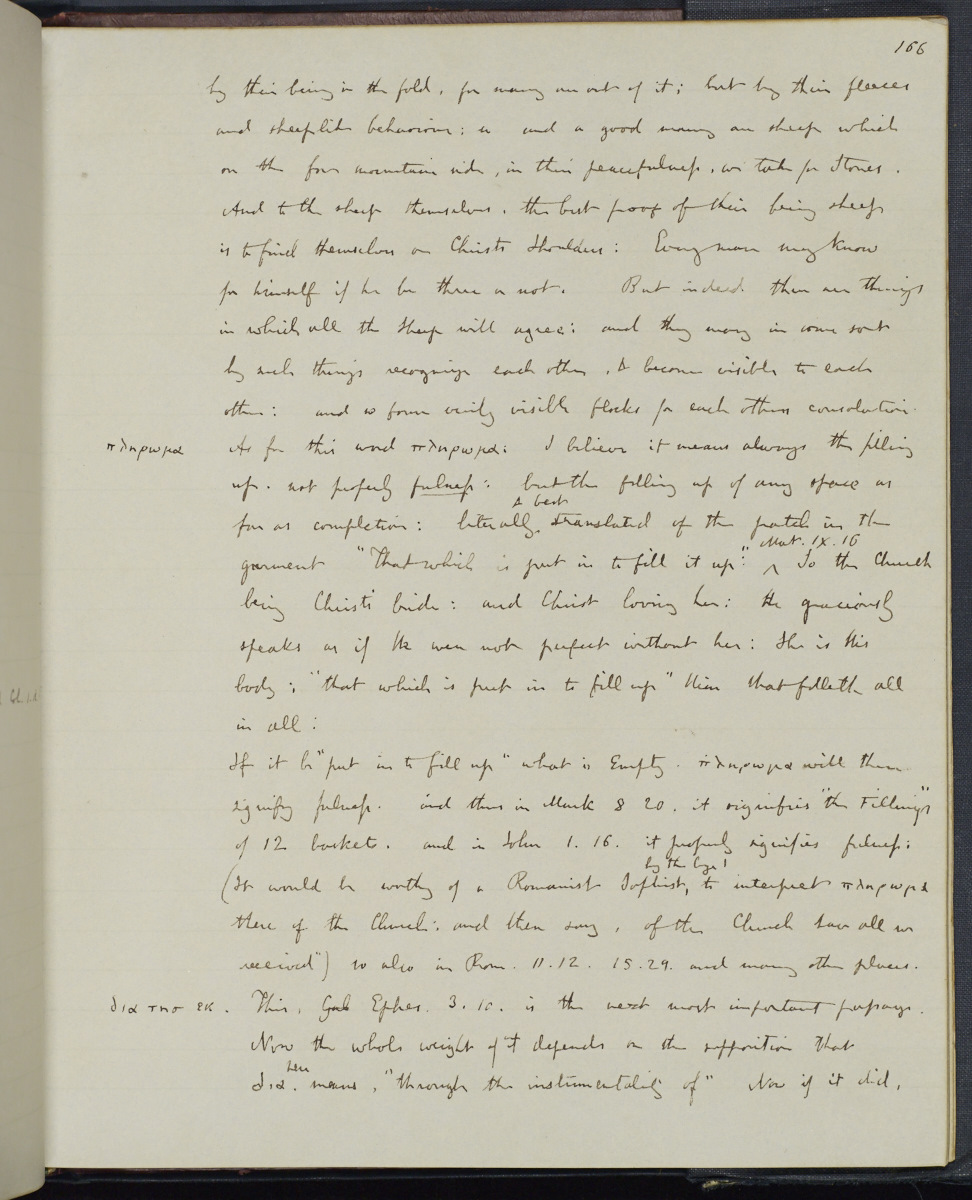 166
by their being in the fold, for many are out of it; but by their fleeces
and sheeplike behaviour: and a good many are sheep which
on the far mountain side, in their peacefulness, we take for stones.
And to the sheep themselves, the best proof of their being sheep
is to find themselves on Christs shoulders: Every man may know
for himself if he be there or not. But indeed there are things
in which all the sheep will agree: and they may in some sort
by such things recognize each other, & become visible to each
other: and so form verily visible flocks for each others consolation.
πληρωμα As for this word πληρωμα: I believe it means always the filling
up. not properly fulness: but the filling up of any space as
far as completion: literally & best translated of the patch in the
garment "that which is put in to fill it up": Mat. IX. 16 So the Church
being Christs' bride: and Christ loving her: He graciously
speaks as if He were not perfect without her: She is His
body; "that which is put in to fill up" Him that filleth all
in all:
If it be "put in to fill up" what is Empty. πληρωμα will then
signify fulness. and thus in Mark 8 20. it signifies "the Filling"s
of 12 baskets. and in John 1. 16. it properly signifies fulness:
(It would be worthy of a Romanist Sophist, by the bye! to interpret πληρωμα
there of the Church: and then say, of the Church have all we
received") so also in Rom. 11.12. 15.29. and many other places.
δια της εκ. This, Gal Ephes. 3. 10. is the next most important passage.
Now the whole weight of it depends on the supposition that
δια. here means, "through the instrumentality of" Now if it did,